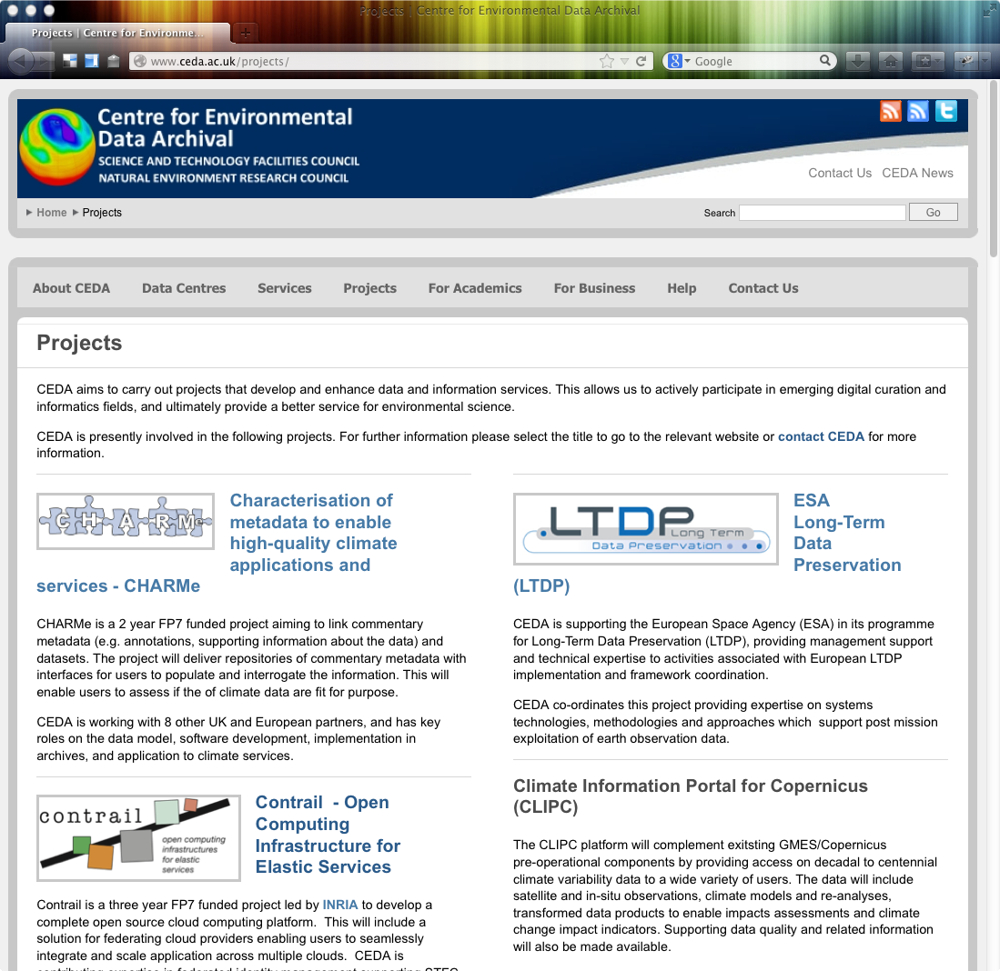 Projects | Centre for Environmental Data Archival
Projects | Centre for Environme...
www.ceda.ac.uk/projects/
Google
Centre for Environmental
Data Archival
SCIENCE AND TECHNOLOGY FACILITIES COUNCIL
NATURAL ENVIRONMENT RESEARCH COUNCIL
Contact Us CEDA News
Home Projects
Search Go
About CEDA Data Centres Services Projects For Academics For Business Help Contact Us
Projects
CEDA aims to carry out projects that develop and enhance data and information services. This allows us to actively participate in emerging digital curation and
informatics fields, and ultimately provide a better service for environmental science.
CEDA is presently involved in the following projects. For further information please select the title to go to the relevant website or contact CEDA for more
information.
CHARMe
Characterisation of
metadata to enable
high-quality climate
applications and
services - CHARMe
CHARMe is a 2 year FP7 funded project aiming to link commentary
metadata (e.g. annotations, supporting information about the data) and
datasets. The project will deliver repositories of commentary metadata with
interfaces for users to populate and interrogate the information. This will
enable users to assess if the of climate data are fit for purpose.
CEDA is working with 8 other UK and European partners, and has key
roles on the data model, software development, implementation in
archives, and application to climate services.
contrail
open computing
infrastructures
for elastic
services
Contrail - Open
Computing
Infrastructure for
Elastic Services
Contrail is a three year FP7 funded project led by INRIA to develop a
complete open source cloud computing platform. This will include a
solution for federating cloud providers enabling users to seamlessly
integrate and scale application across multiple clouds. CEDA is
contributing expertise in federated identity management supporting STFC
LTDP
Long Term
Data Preservation
ESA
Long-Term
Data
Preservation
(LTDP)
CEDA is supporting the European Space Agency (ESA) in its programme
for Long-Term Data Preservation (LTDP), providing management support
and technical expertise to activities associated with European LTDP
implementation and framework coordination.
CEDA co-ordinates this project providing expertise on systems
technologies, methodologies and approaches which support post mission
exploitation of earth observation data.
Climate Information Portal for Copernicus
(CLIPC)
The CLIPC platform will complement exitsting GMES/Copernicus
pre-operational components by providing access on decadal to centennial
climate variability data to a wide variety of users. The data will include
satellite and in-situ observations, climate models and re-analyses,
transformed data products to enable impacts assessments and climate
change impact indicators. Supporting data quality and related information
will also be made available.